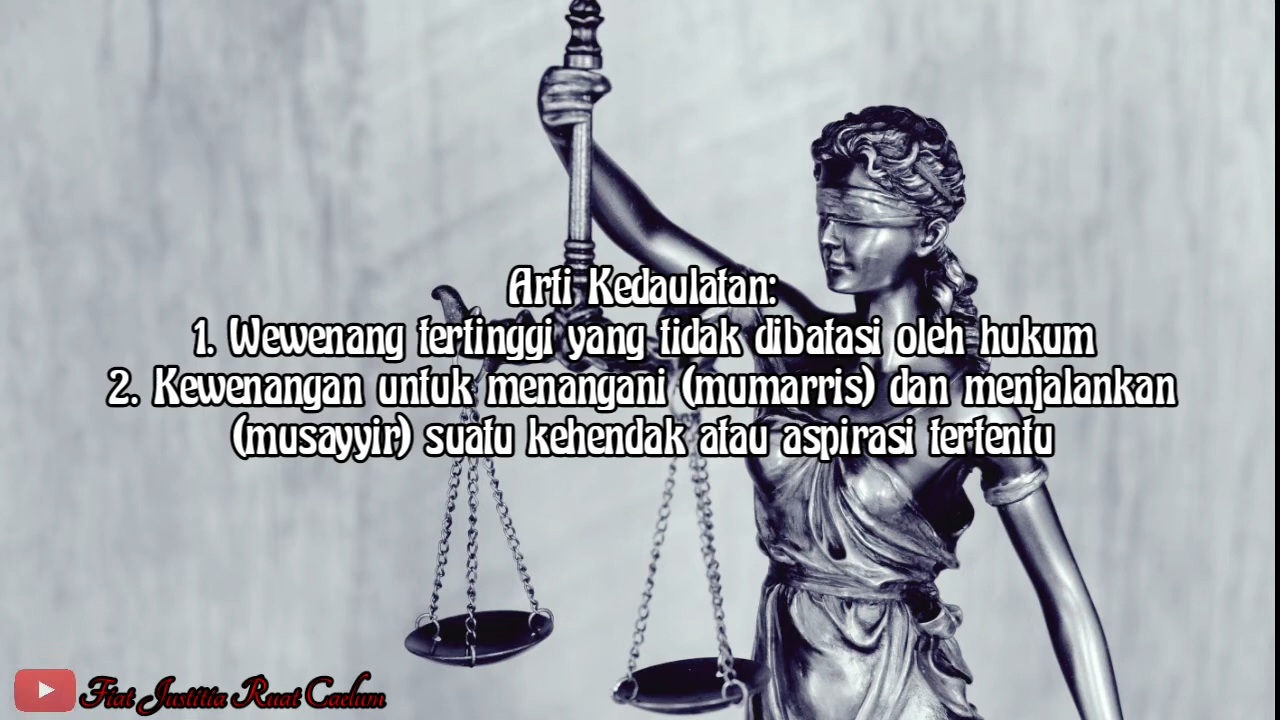 Arti Kedaulatan:
1. Wewenang tertinggi yang tidak dibatasi oleh hukum
2. Kewenangan untuk menangani (mumarris) dan menjalankan
(musayyir) suatu kehendak atau aspirasi tertentu
Fiat Justitia Ruat Caelum